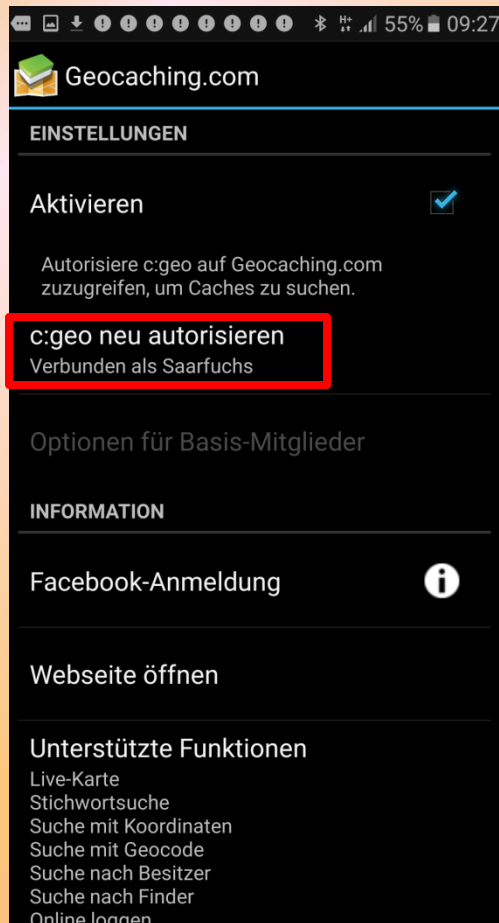 55% 09:27
Geocaching.com
EINSTELLUNGEN
Aktivieren
Autorisiere c:geo auf Geocaching.com
zuzugreifen, um Caches zu suchen.
c:geo neu autorisieren
Verbunden als Saarfuchs
Optionen für Basis-Mitglieder
INFORMATION
Facebook-Anmeldung
Webseite öffnen
Unterstützte Funktionen
Live-Karte
Stichwortsuche
Suche mit Koordinaten
Suche mit Geocode
Suche nach Besitzer
Suche nach Finder
Online loggen